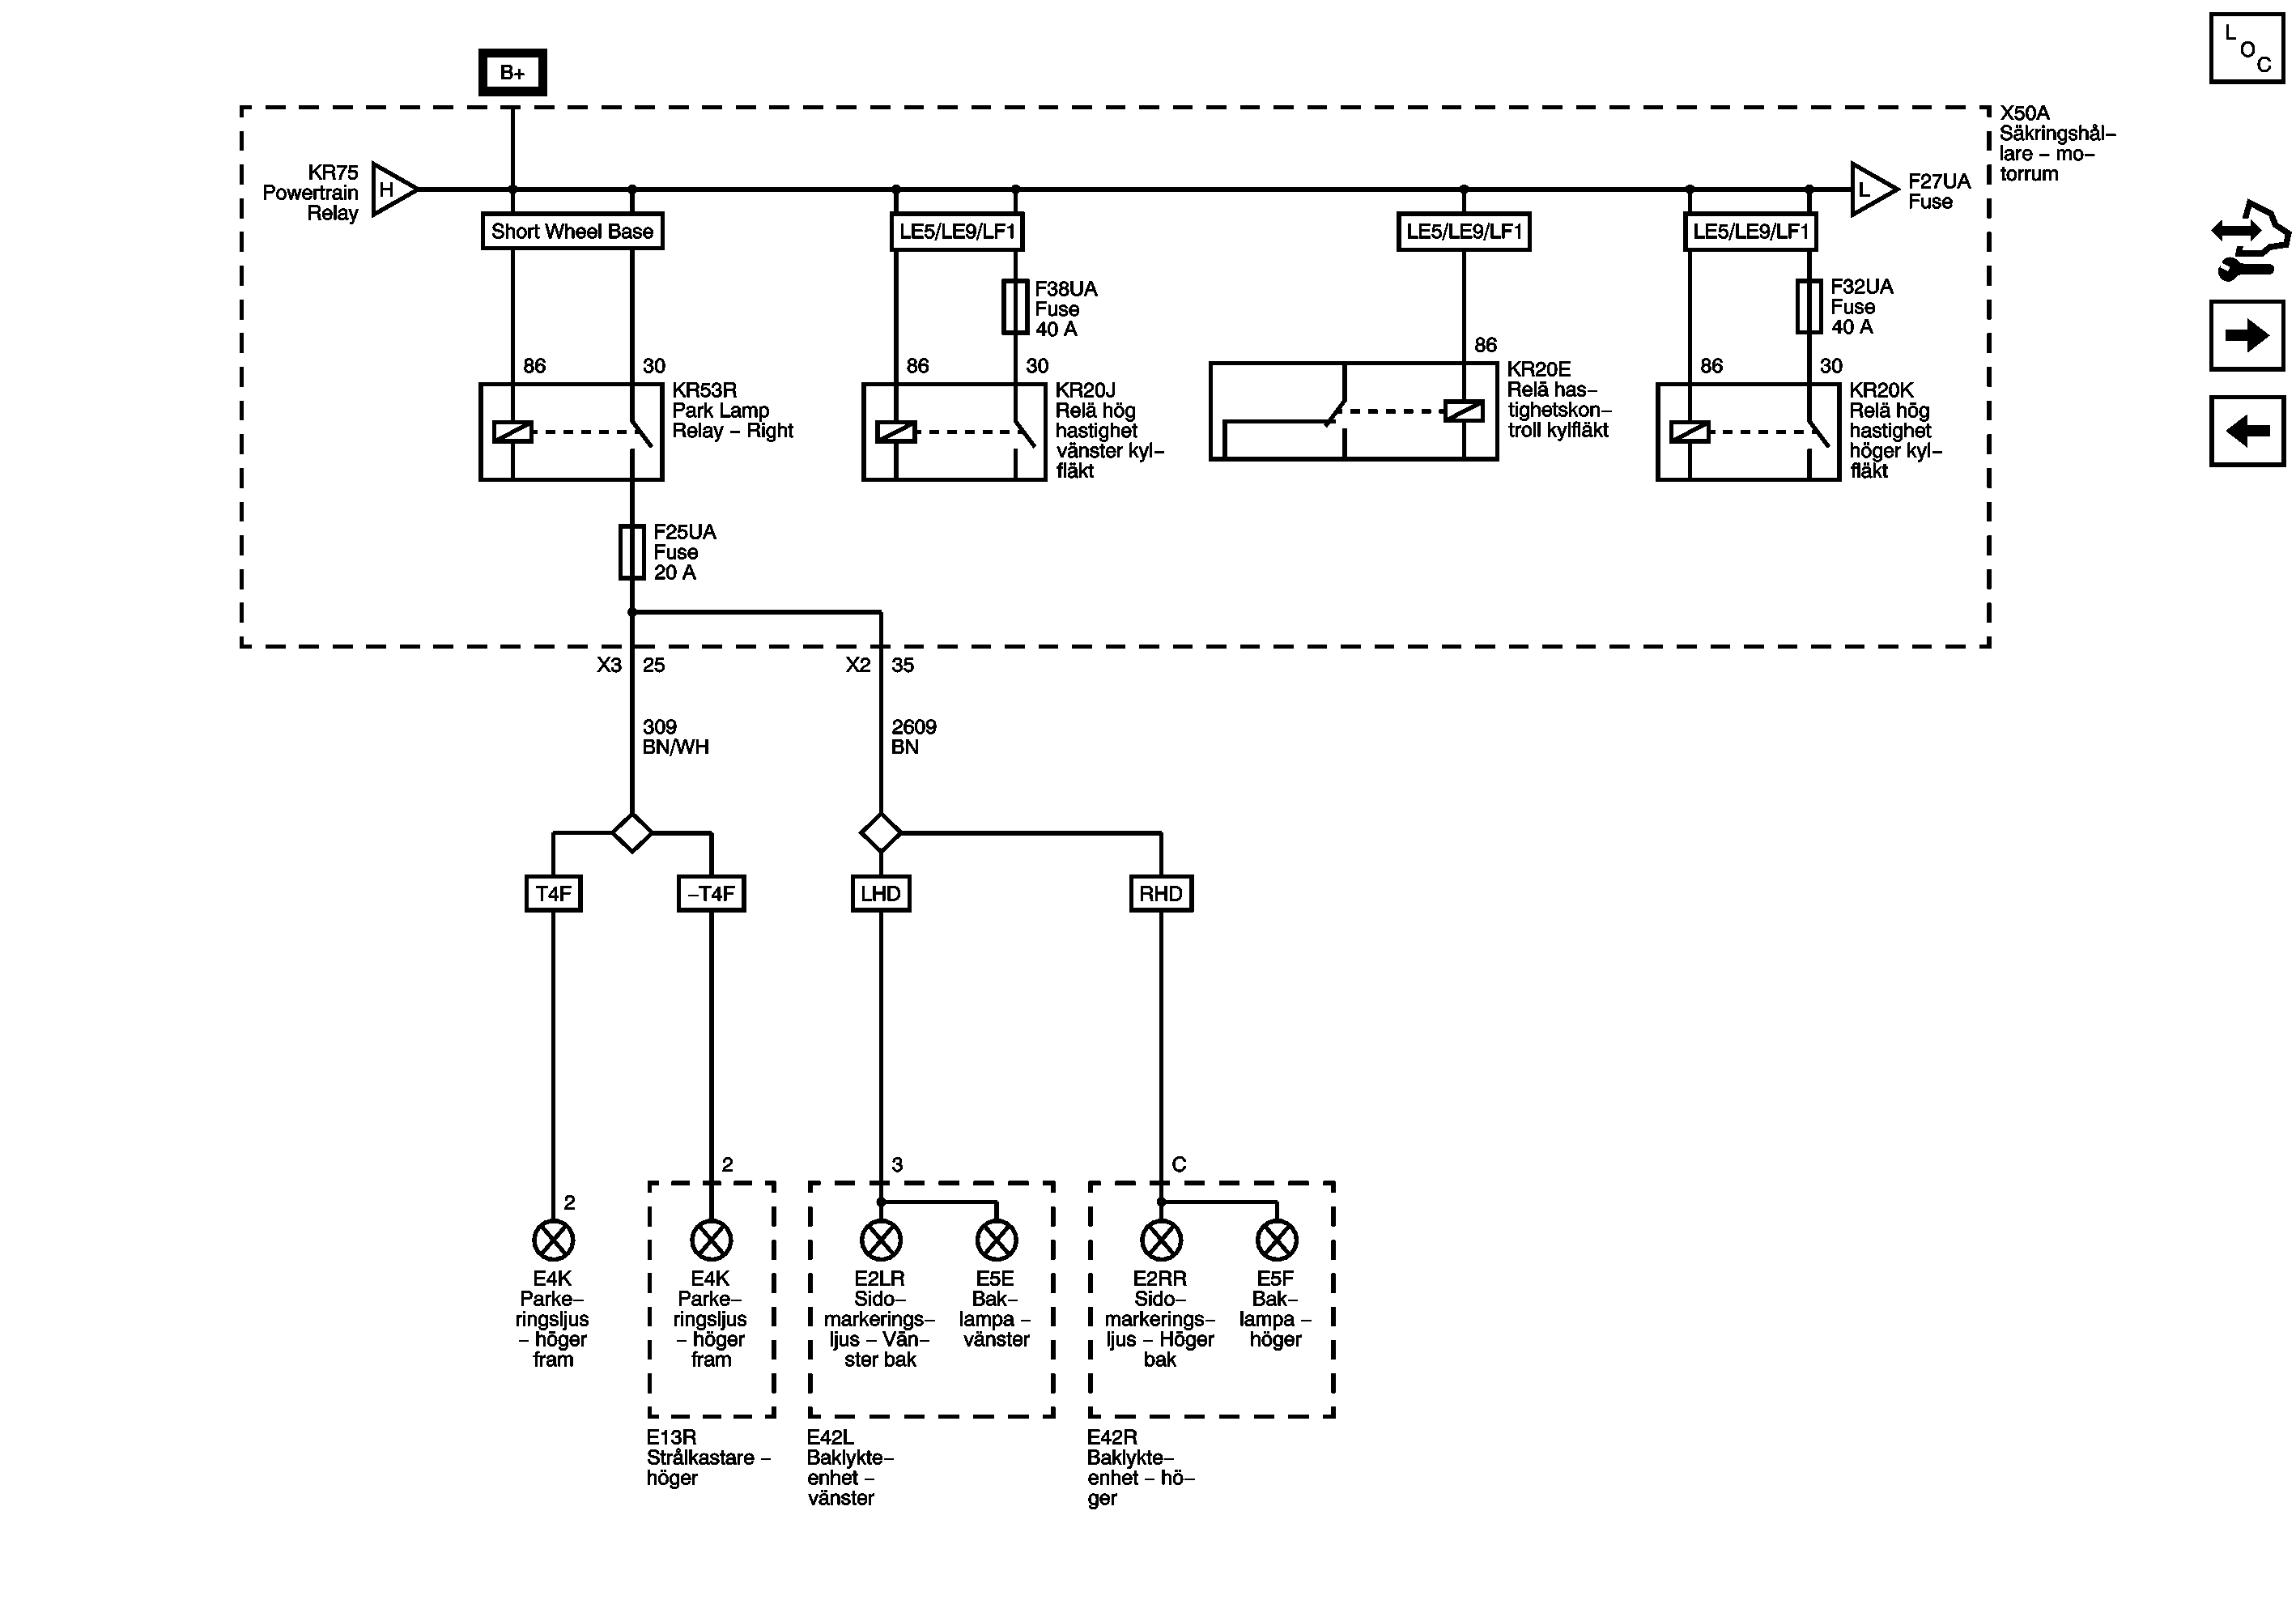 L
O
C
B+
X50A
Säkringshål–
lare – mo–
torrum
KR75
Powertrain
Relay
H
L
F27UA
Fuse
Short Wheel Base
LE5/LE9/LF1
LE5/LE9/LF1
LE5/LE9/LF1
F38UA
Fuse
40 A
F32UA
Fuse
40 A
86
30
86
30
86
86
30
KR53R
Park Lamp
Relay – Right
KR20J
Relä hög
hastighet
vänster kyl–
fläkt
KR20E
Relä has–
tighetskon–
troll kylfläkt
KR20K
Relä hög
hastighet
höger kyl–
fläkt
F25UA
Fuse
20 A
X3
25
X2
35
309
BN/WH
2609
BN
T4F
–T4F
LHD
RHD
2
2
3
C
E4K
Parke–
ringsljus
– höger
fram
E4K
Parke–
ringsljus
– höger
fram
E2LR
Sido–
markerings–
ljus – Vän–
ster bak
E5E
Bak–
lampa –
vänster
E2RR
Sido–
markerings–
ljus – Höger
bak
E5F
Bak–
lampa –
höger
E13R
Strålkastare –
höger
E42L
Baklykte–
enhet –
vänster
E42R
Baklykte–
enhet – hö–
ger